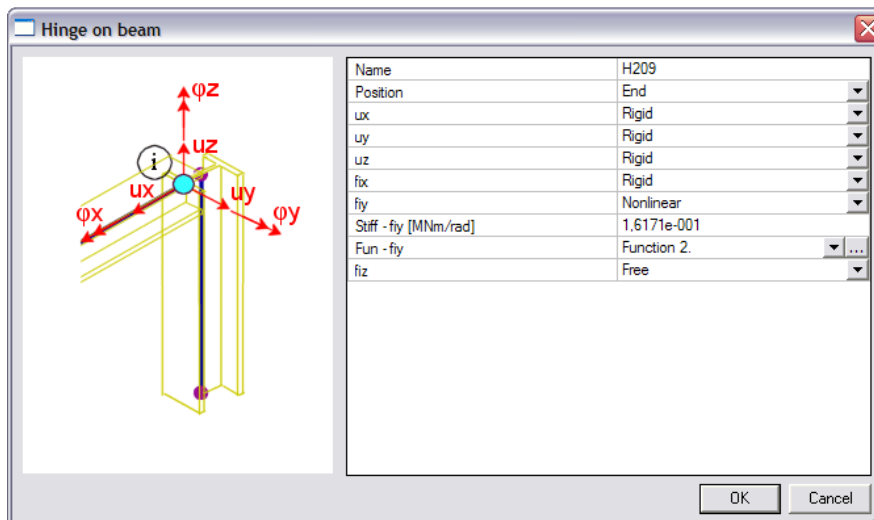 Hinge on beam
φz
uz
i
ux
uy
φx
φy
Name H209
Position End
ux Rigid
uy Rigid
uz Rigid
fix Rigid
fiy Nonlinear
Stiff - fiy [MNm/rad] 1,6171e-001
Fun - fiy Function 2. ...
fiz Free
OK Cancel